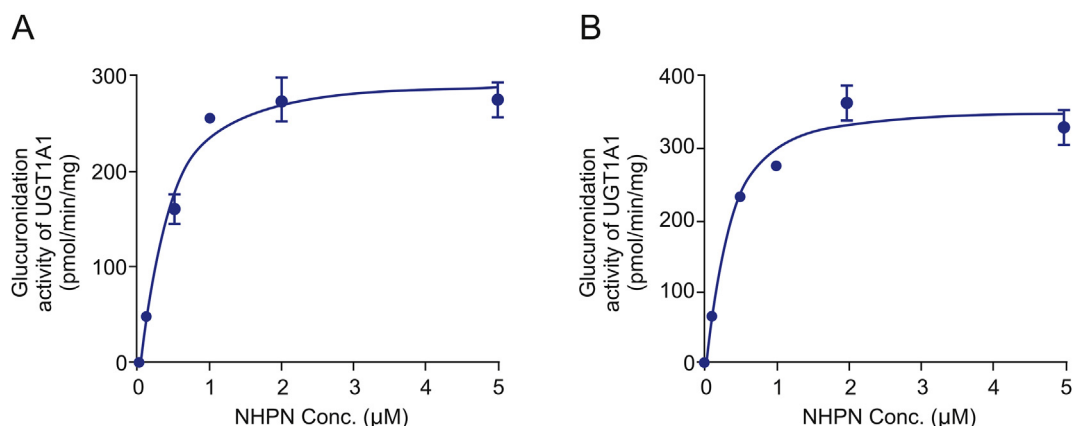 A
Glucuronidation
activity of UGT1A1
(pmol/min/mg)
300
200
100
0
0 1 2 3 4 5
NHPN Conc. (µM)
B
Glucuronidation
activity of UGT1A1
(pmol/min/mg)
400
300
200
100
0
0 1 2 3 4 5
NHPN Conc. (µM)